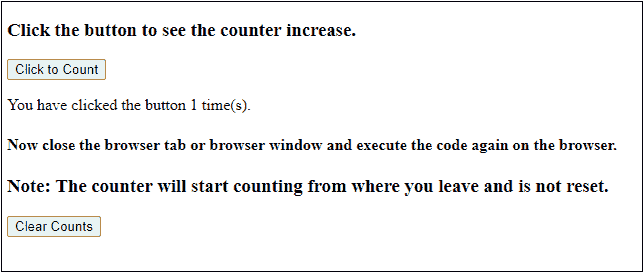 Click the button to see the counter increase.
Click to Count
You have clicked the button 1 time(s).
Now close the browser tab or browser window and execute the code again on the browser.
Note: The counter will start counting from where you leave and is not reset.
Clear Counts